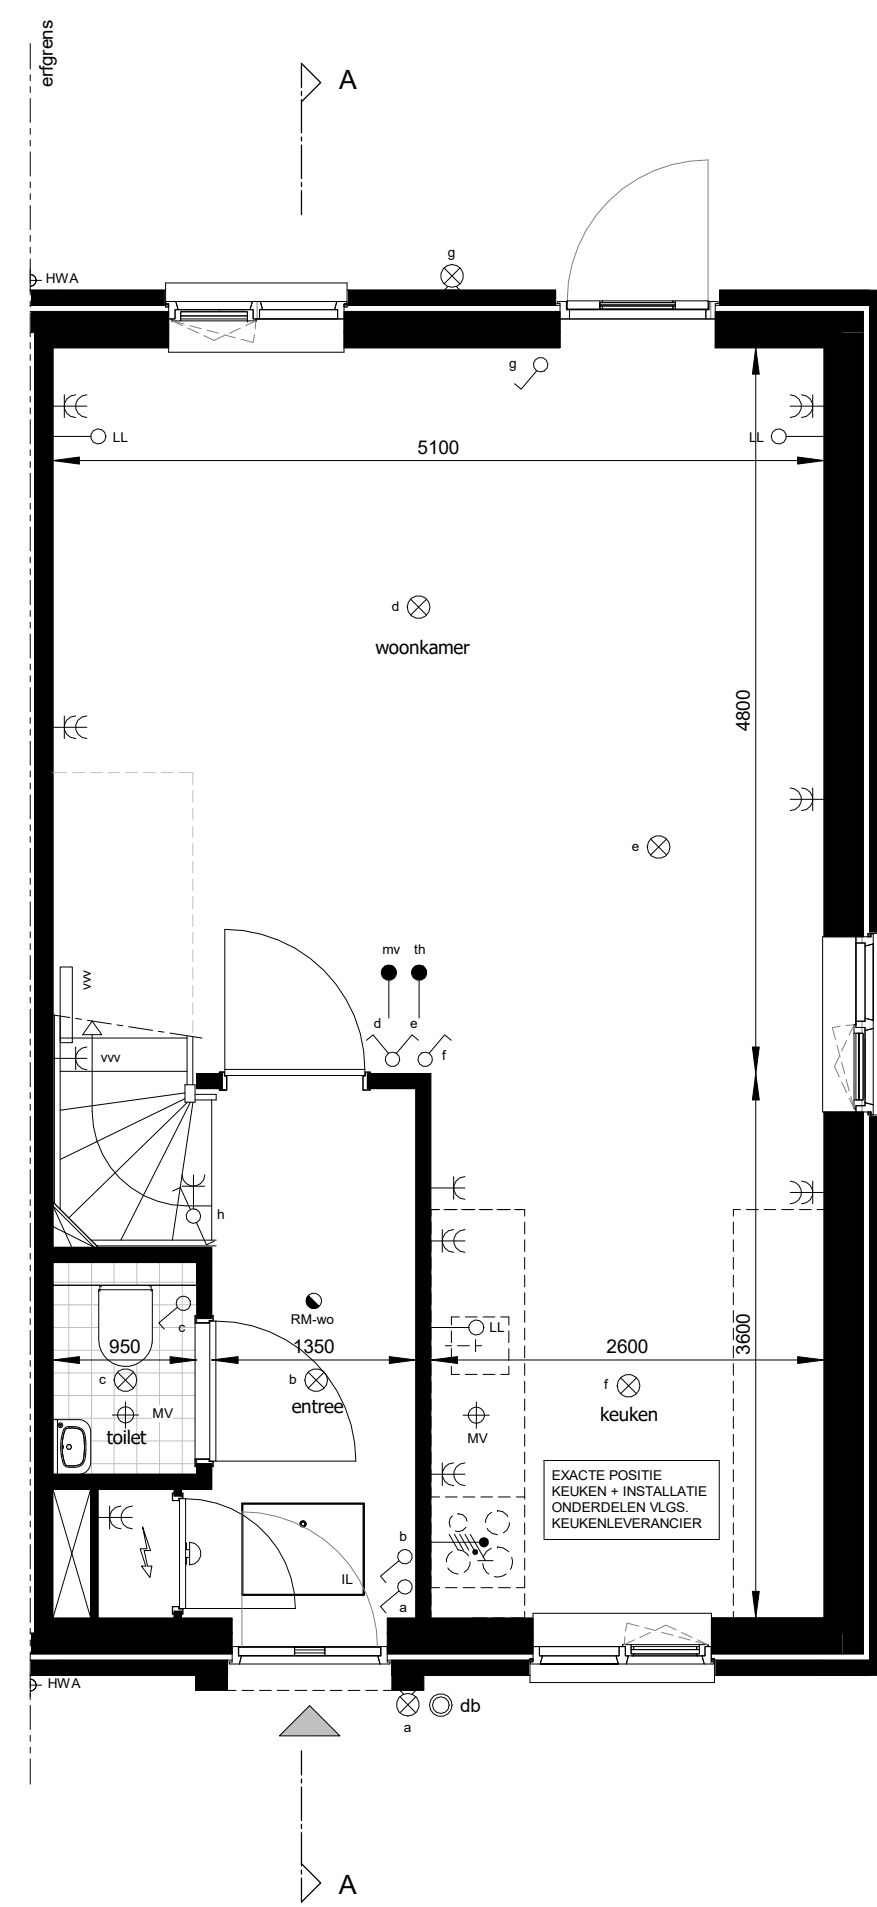 erfgrens
A
g
HWA
g
LL
LL
5100
d
woonkamer
4800
e
mv th
vvv
d e
f
vvv
h
RM-wo
c
LL
950
1350
2600
3600
c
b
f
entree
keuken
MV
toilet
MV
EXACTE POSITIE
KEUKEN + INSTALLATIE
ONDERDELEN VLGS.
KEUKENLEVERANCIER
b
IL
a
HWA
db
a
A